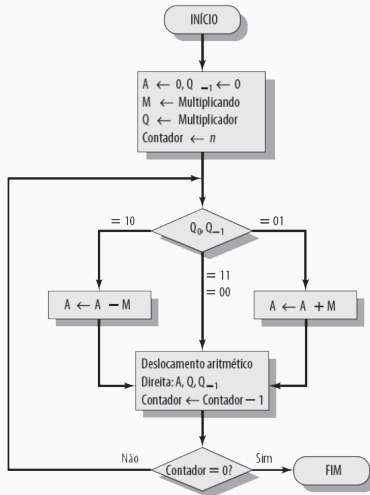 INÍCIO
A ← 0, Q₋₁ ← 0
M ← Multiplicando
Q ← Multiplicador
Contador ← n
= 10
Q₀, Q₋₁
= 01
= 11
= 00
A ← A − M
A ← A + M
Deslocamento aritmético
Direita: A, Q, Q₋₁
Contador ← Contador − 1
Não
Contador = 0?
Sim
FIM